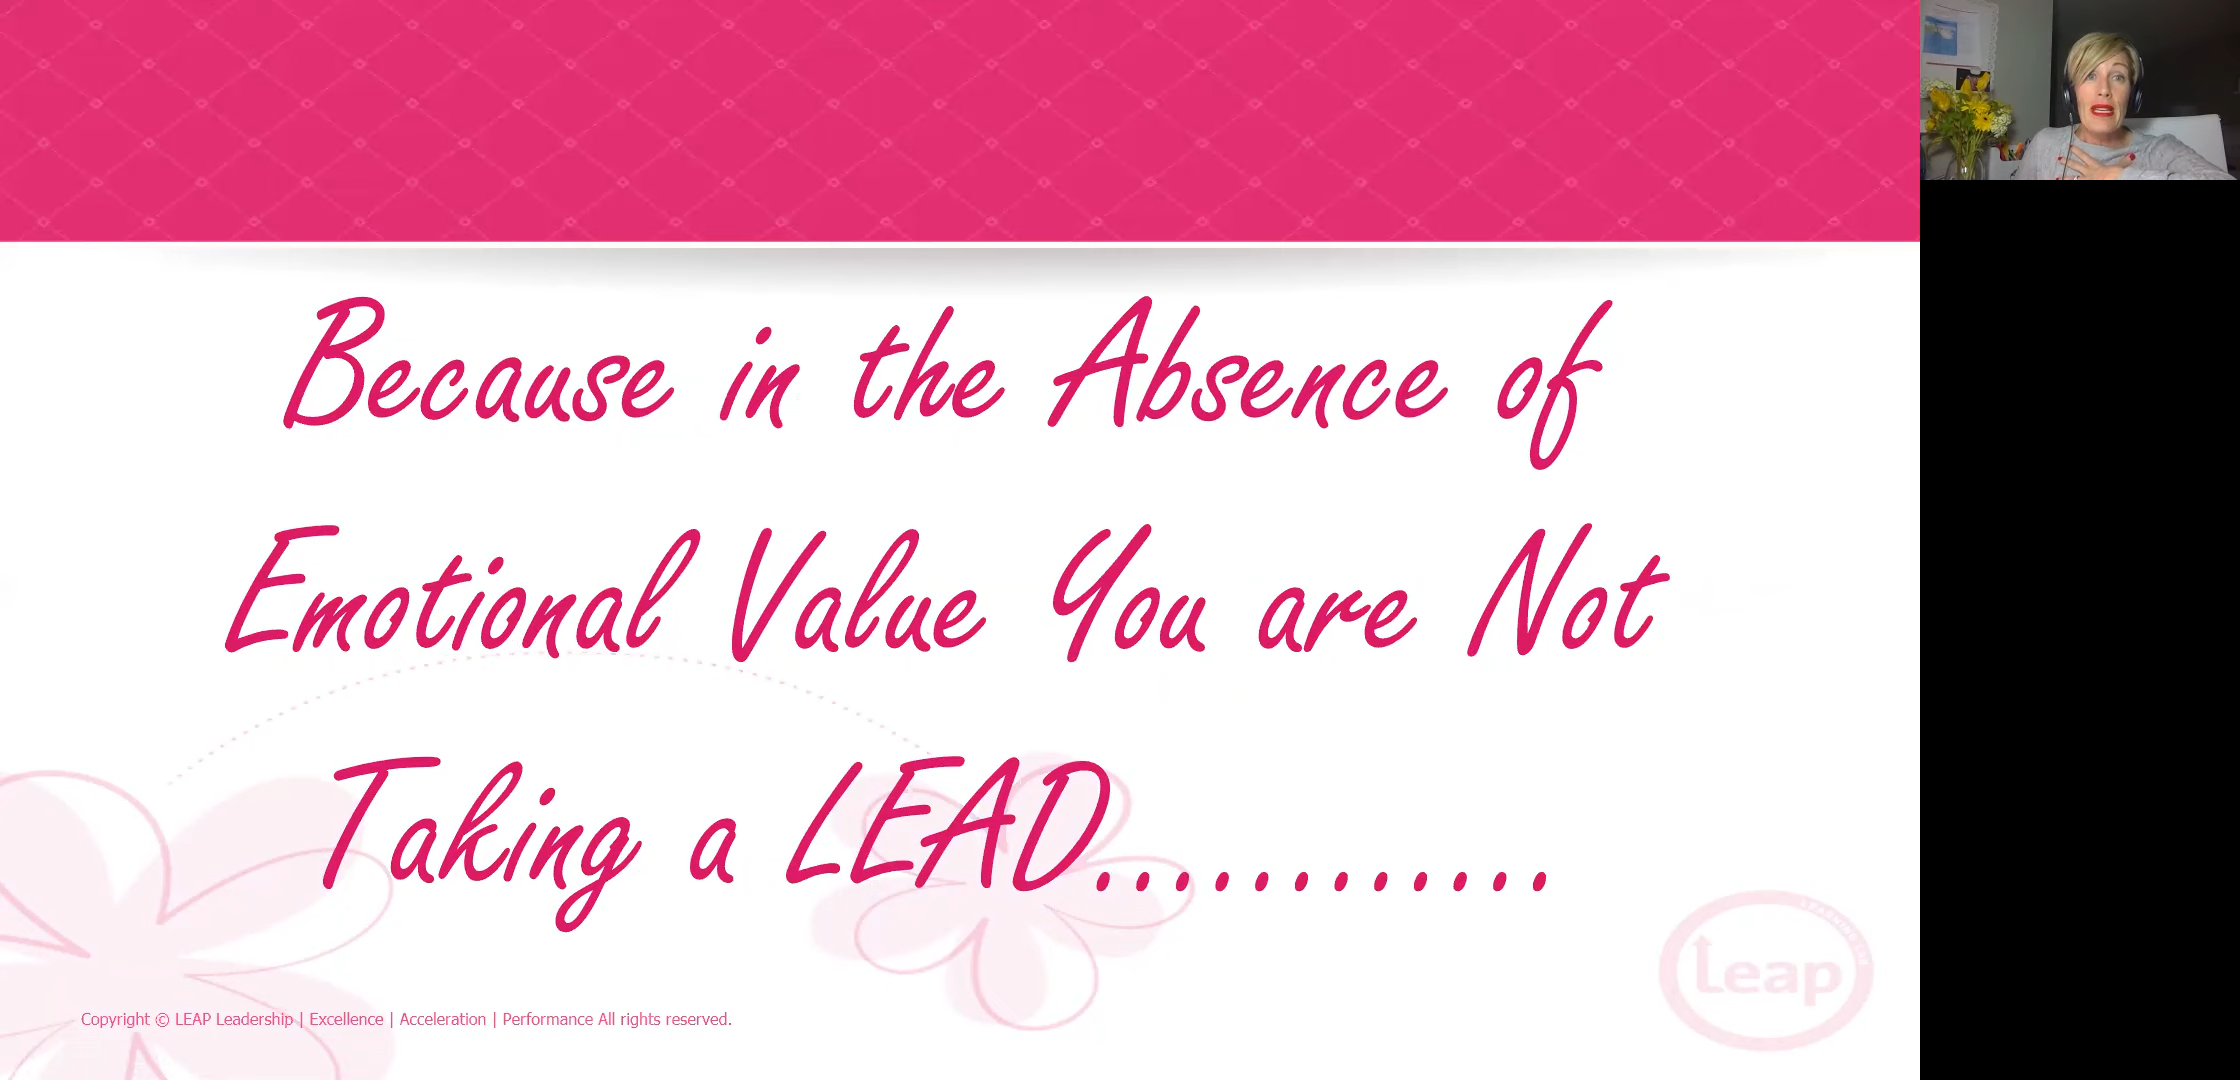 Because in the Absence of
Emotional Value You are Not
Taking a LEAD............
Leap
Copyright © LEAP Leadership | Excellence | Acceleration | Performance All rights reserved.